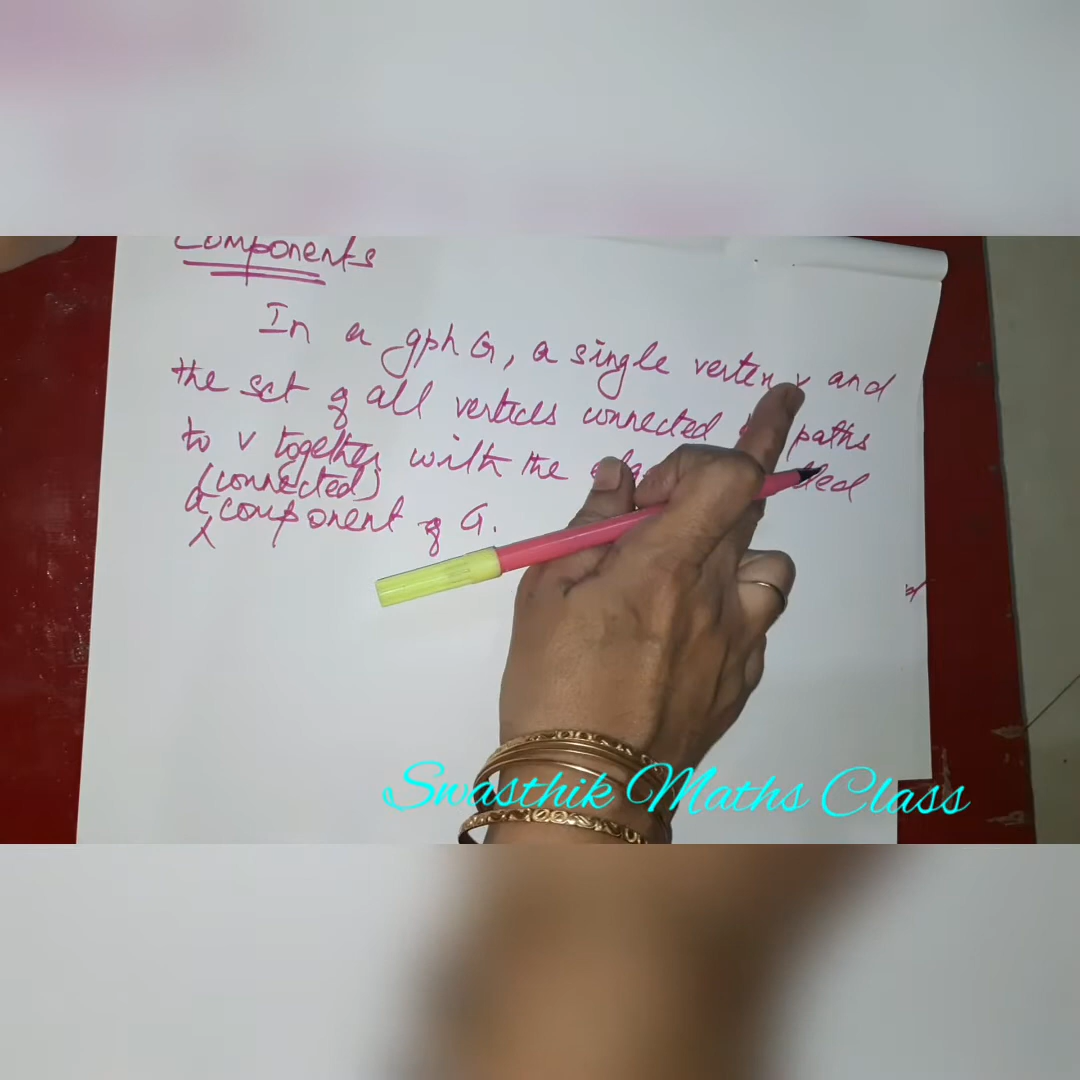 Components
In a gph G, a single vertex v and
the set of all vertices connected paths
to v together with the
(connected)
a component of G.
Swasthik Maths Class